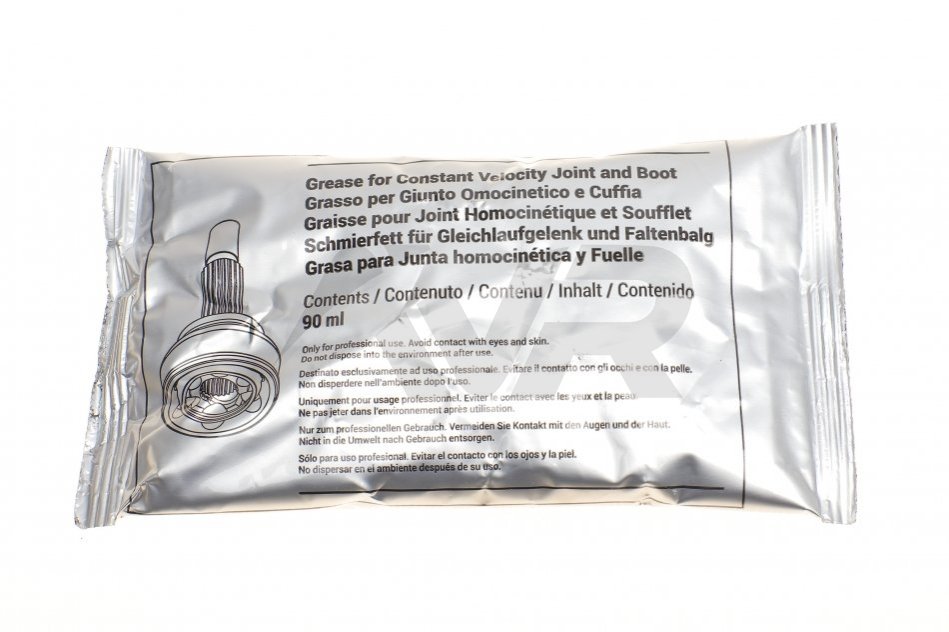 Grease for Constant Velocity Joint and Boot
Grasso per Giunto Omocinetico e Cuffia
Graisse pour Joint Homocinétique et Soufflet
Schmierfett für Gleichlaufgelenk und Faltenbalg
Grasa para Junta homocinética y Fuelle
Contents / Contenuto / Contenu / Inhalt / Contenido
90 ml
Only for professional use. Avoid contact with eyes and skin.
Do not dispose into the environment after use.
Destinato esclusivamente ad uso professionale. Evitare il contatto con gli occhi e con la pelle.
Non disperdere nell'ambiente dopo l'uso.
Uniquement pour usage professionnel. Eviter le contact avec les yeux et la peau.
Ne pas jeter dans l'environnement après utilisation.
Nur zum professionellen Gebrauch. Vermeiden Sie Kontakt mit den Augen und der Haut.
Nicht in die Umwelt nach Gebrauch entsorgen.
Sólo para uso profesional. Evitar el contacto con los ojos y la piel.
No dispersar en el ambiente después de su uso.